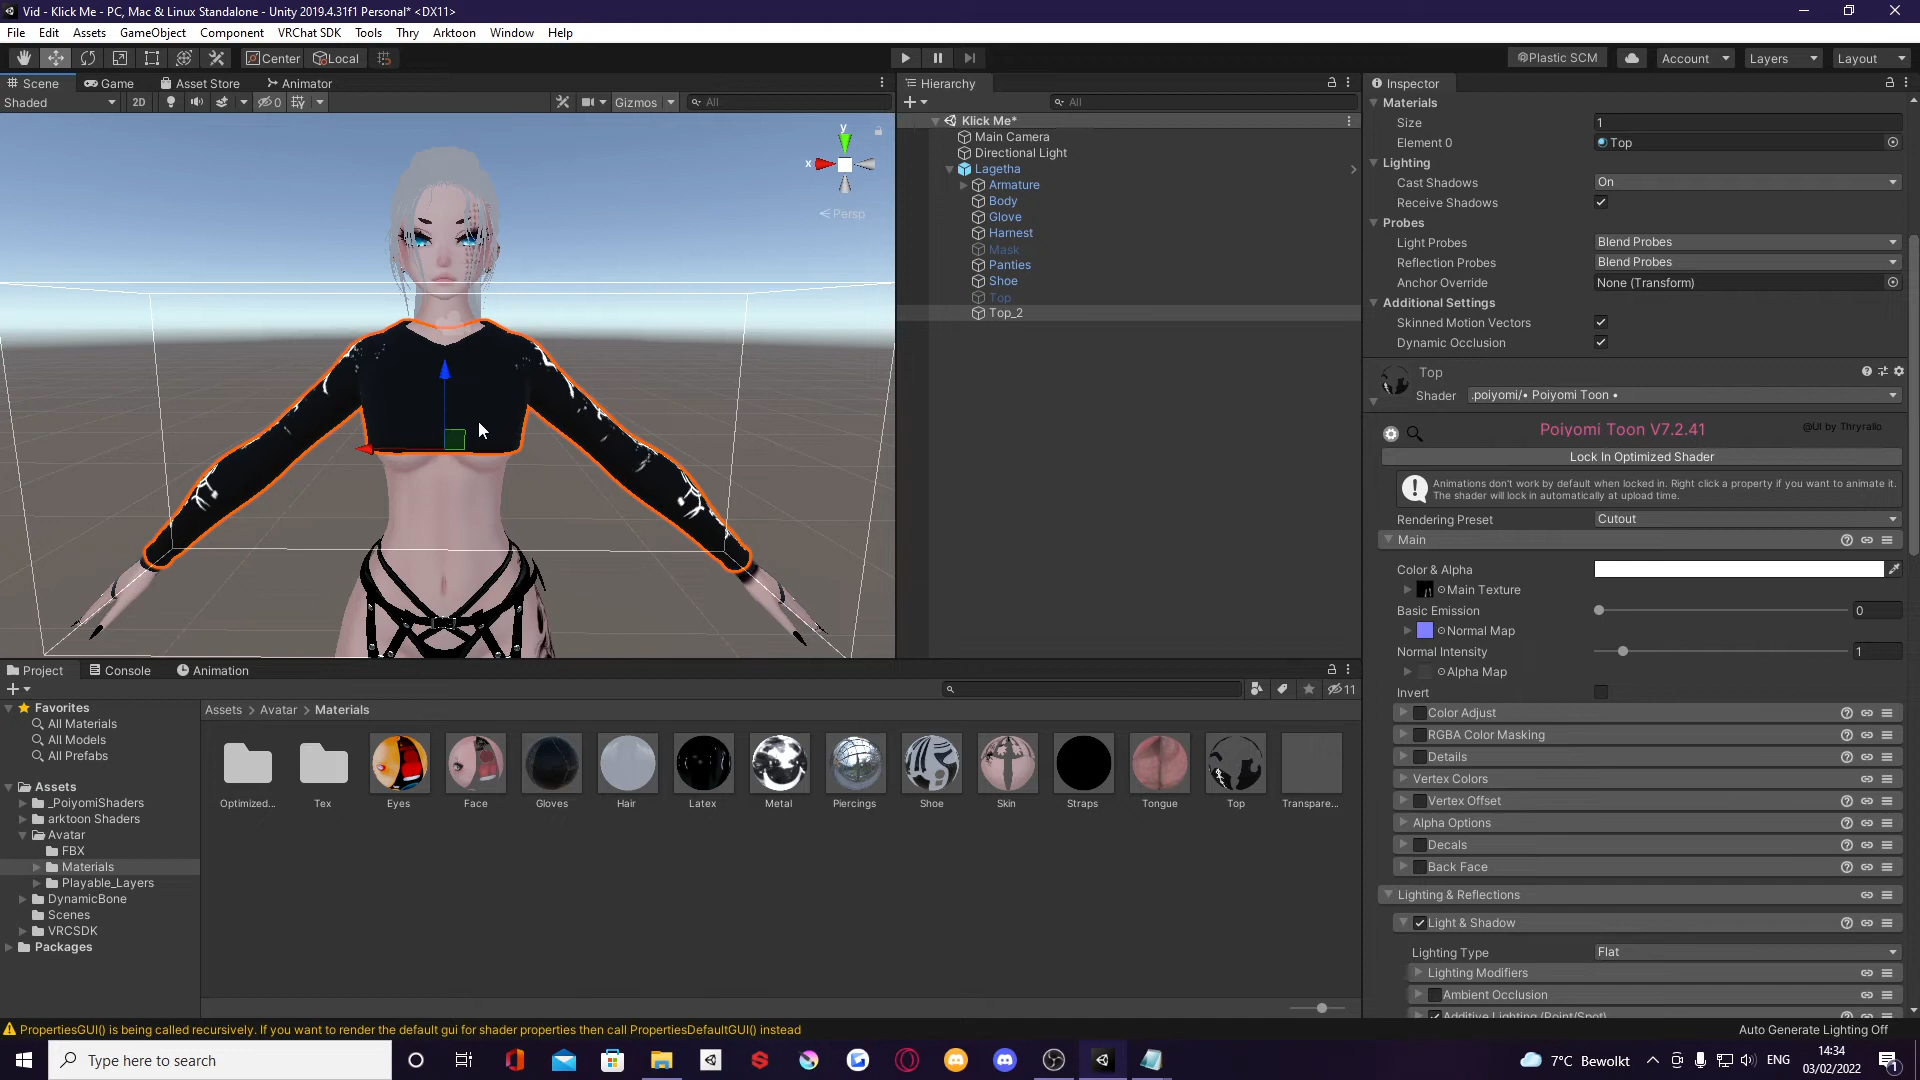 Vid - Klick Me - PC, Mac & Linux Standalone - Unity 2019.4.31f1 Personal* <DX11>
File Edit Assets GameObject Component VRChat SDK Tools Thry Arktoon Window Help
Center Local Plastic SCM Account Layers Layout
Scene Game Asset Store Animator
Shaded 2D 0 Gizmos All
y
x
Persp
Hierarchy
All
Klick Me*
Main Camera
Directional Light
Lagetha
Armature
Body
Glove
Harnest
Mask
Panties
Shoe
Top
Top_2
Inspector
Materials
Size 1
Element 0 Top
Lighting
Cast Shadows On
Receive Shadows
Probes
Light Probes Blend Probes
Reflection Probes Blend Probes
Anchor Override None (Transform)
Additional Settings
Skinned Motion Vectors
Dynamic Occlusion
Top
Shader .poiyomi/• Poiyomi Toon •
Poiyomi Toon V7.2.41 @UI by Thryrallo
Lock In Optimized Shader
Animations don't work by default when locked in. Right click a property if you want to animate it.
The shader will lock in automatically at upload time.
Rendering Preset Cutout
Main
Color & Alpha
Main Texture
Basic Emission 0
Normal Map
Normal Intensity 1
Alpha Map
Invert
Color Adjust
RGBA Color Masking
Details
Vertex Colors
Vertex Offset
Alpha Options
Decals
Back Face
Lighting & Reflections
Light & Shadow
Lighting Type Flat
Lighting Modifiers
Ambient Occlusion
Additive Lighting (Point/Spot)
Project Console Animation
11
Favorites
All Materials
All Models
All Prefabs
Assets
_PoiyomiShaders
arktoon Shaders
Avatar
FBX
Materials
Playable_Layers
DynamicBone
Scenes
VRCSDK
Packages
Assets > Avatar > Materials
Optimized... Tex Eyes Face Gloves Hair Latex Metal Piercings Shoe Skin Straps Tongue Top Transpare...
PropertiesGUI() is being called recursively. If you want to render the default gui for shader properties then call PropertiesDefaultGUI() instead
Auto Generate Lighting Off
Type here to search
7°C Bewolkt
ENG
14:34
03/02/2022
1